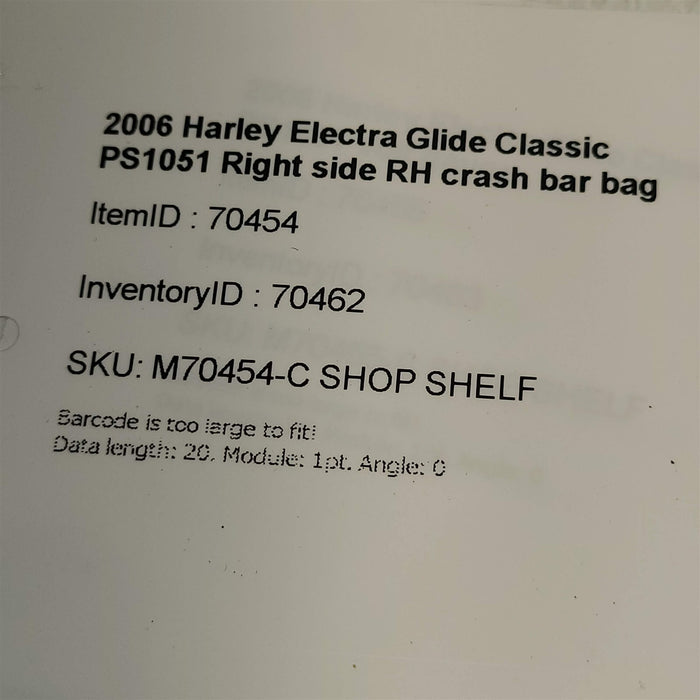 2006 Harley Electra Glide Classic
PS1051 Right side RH crash bar bag
ItemID : 70454
InventoryID : 70462
SKU: M70454-C SHOP SHELF
Barcode is too large to fit!
Data length: 20, Module: 1pt. Angle: 0